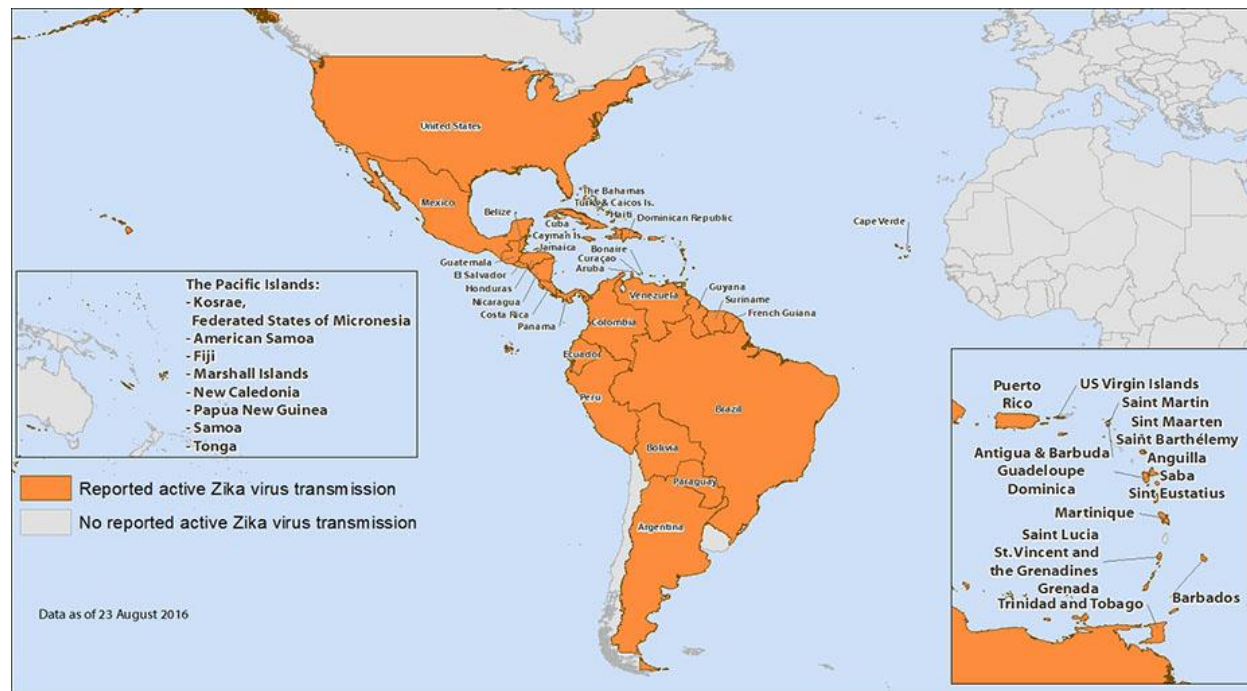 United States
Mexico
The Bahamas
Turks & Caicos Is.
Belize
Cuba
Haiti
Dominican Republic
Cayman Is.
Jamaica
Bonaire
Curaçao
Aruba
Cape Verde
Guatemala
El Salvador
Honduras
Nicaragua
Costa Rica
Panama
Venezuela
Guyana
Suriname
French Guiana
Colombia
Ecuador
Peru
Brazil
Bolivia
Paraguay
Argentina
The Pacific Islands:
- Kosrae,
Federated States of Micronesia
- American Samoa
- Fiji
- Marshall Islands
- New Caledonia
- Papua New Guinea
- Samoa
- Tonga
Reported active Zika virus transmission
No reported active Zika virus transmission
Data as of 23 August 2016
Puerto
Rico
US Virgin Islands
Saint Martin
Sint Maarten
Saint Barthélemy
Antigua & Barbuda
Anguilla
Guadeloupe
Saba
Dominica
Sint Eustatius
Martinique
Saint Lucia
St. Vincent and
the Grenadines
Grenada
Barbados
Trinidad and Tobago